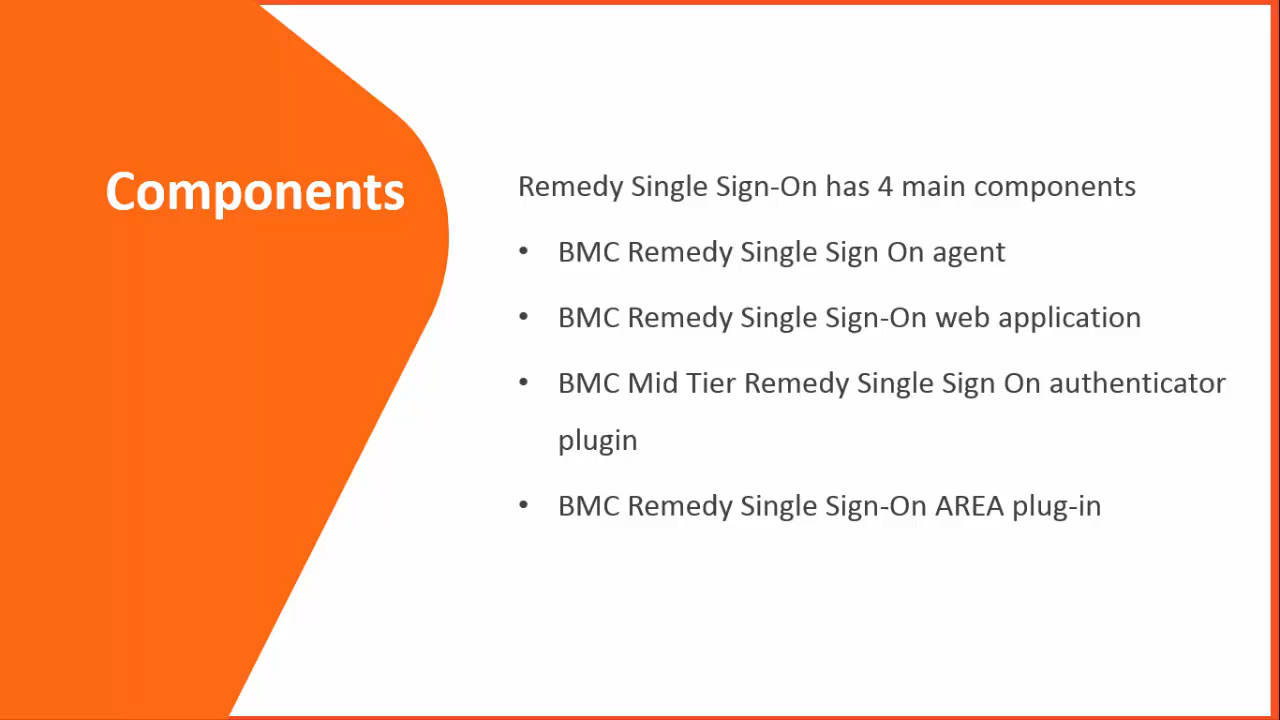 Components
Remedy Single Sign-On has 4 main components
• BMC Remedy Single Sign On agent
• BMC Remedy Single Sign-On web application
• BMC Mid Tier Remedy Single Sign On authenticator
plugin
• BMC Remedy Single Sign-On AREA plug-in